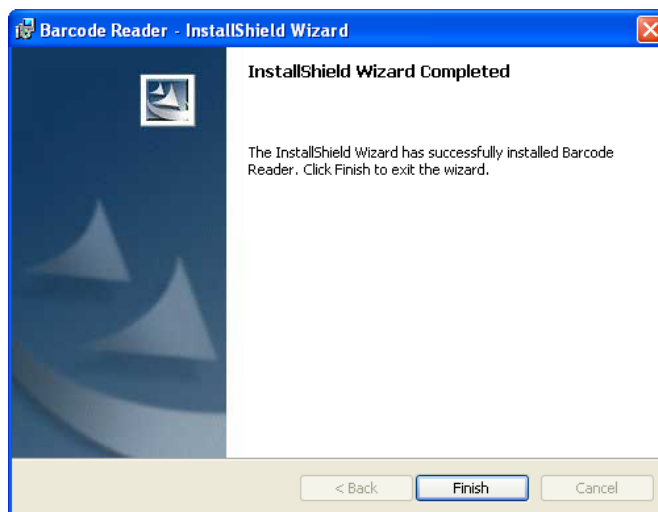 Barcode Reader - InstallShield Wizard
InstallShield Wizard Completed
The InstallShield Wizard has successfully installed Barcode
Reader. Click Finish to exit the wizard.
< Back Finish Cancel